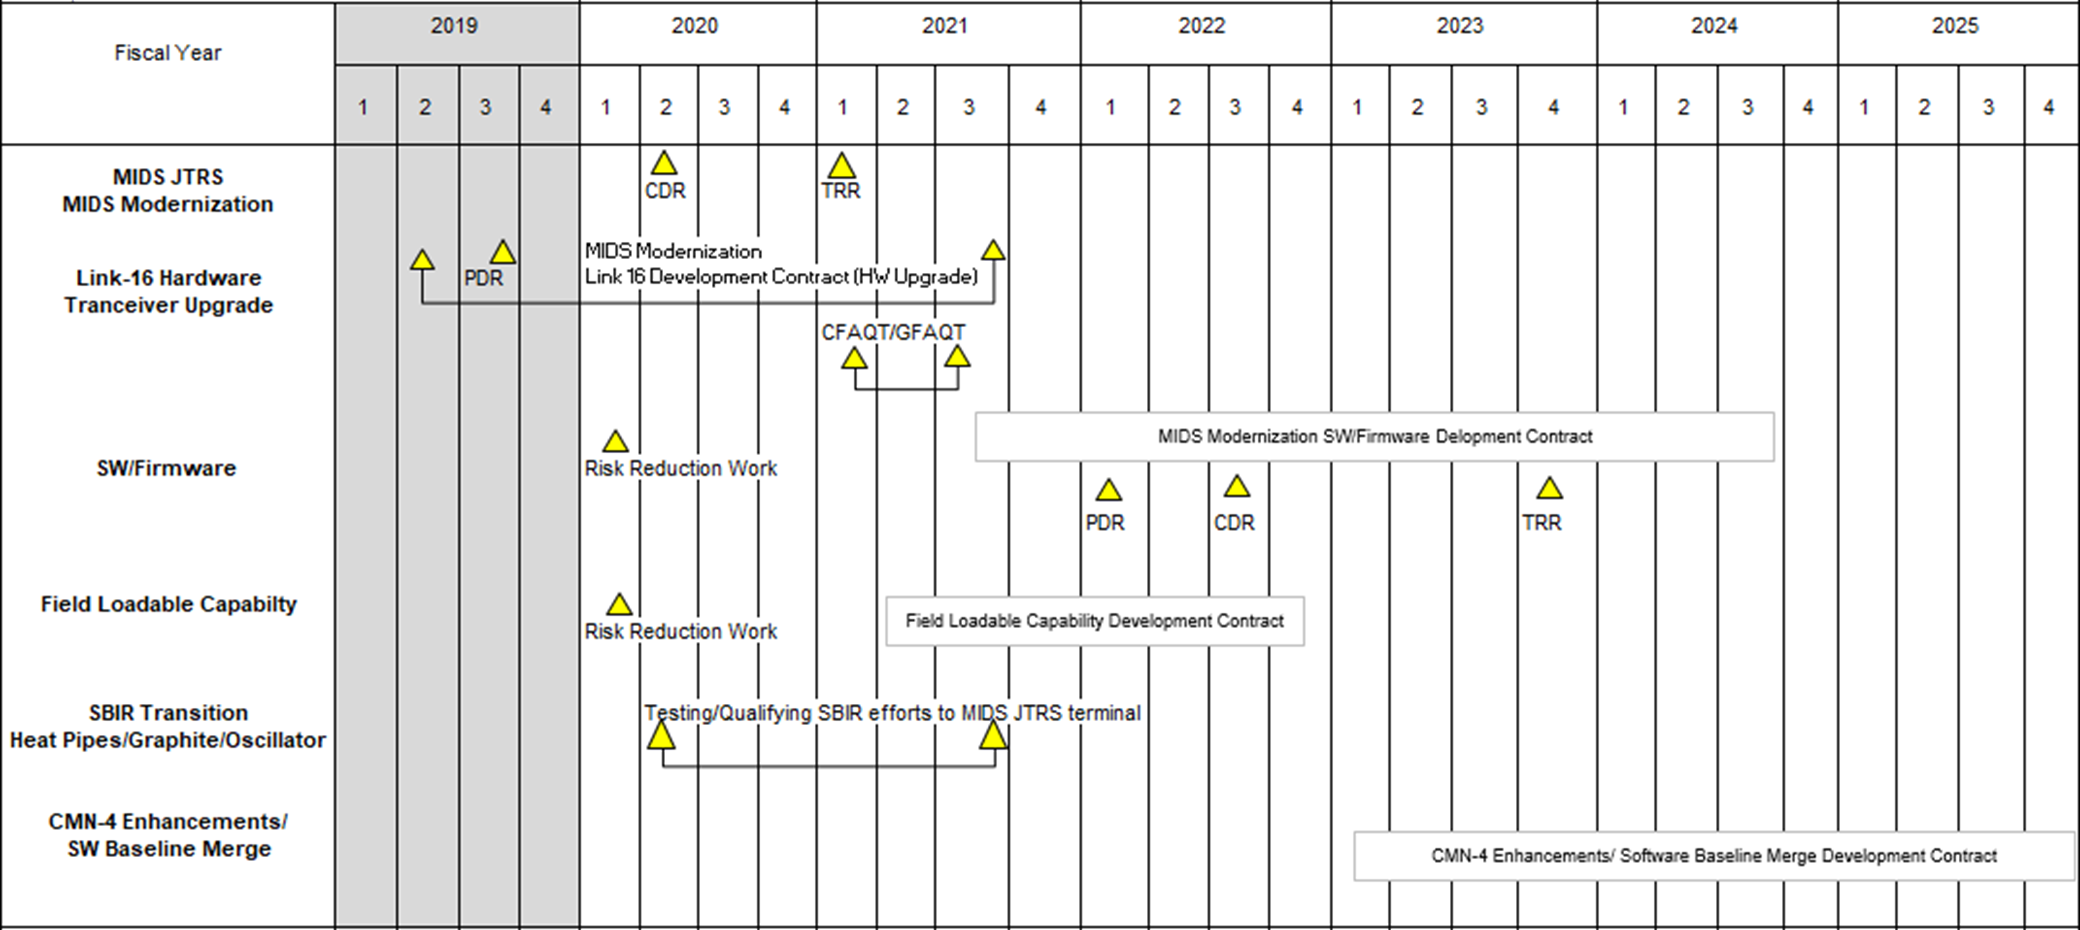 Fiscal Year
2019 2020 2021 2022 2023 2024 2025
1 2 3 4 1 2 3 4 1 2 3 4 1 2 3 4 1 2 3 4 1 2 3 4 1 2 3 4
MIDS JTRS
MIDS Modernization
CDR
TRR
Link-16 Hardware
Tranceiver Upgrade
PDR
MIDS Modernization
Link 16 Development Contract (HW Upgrade)
CFAQT/GFAQT
SW/Firmware
Risk Reduction Work
MIDS Modernization SW/Firmware Delopment Contract
PDR
CDR
TRR
Field Loadable Capabilty
Risk Reduction Work
Field Loadable Capability Development Contract
SBIR Transition
Heat Pipes/Graphite/Oscillator
Testing/Qualifying SBIR efforts to MIDS JTRS terminal
CMN-4 Enhancements/
SW Baseline Merge
CMN-4 Enhancements/ Software Baseline Merge Development Contract